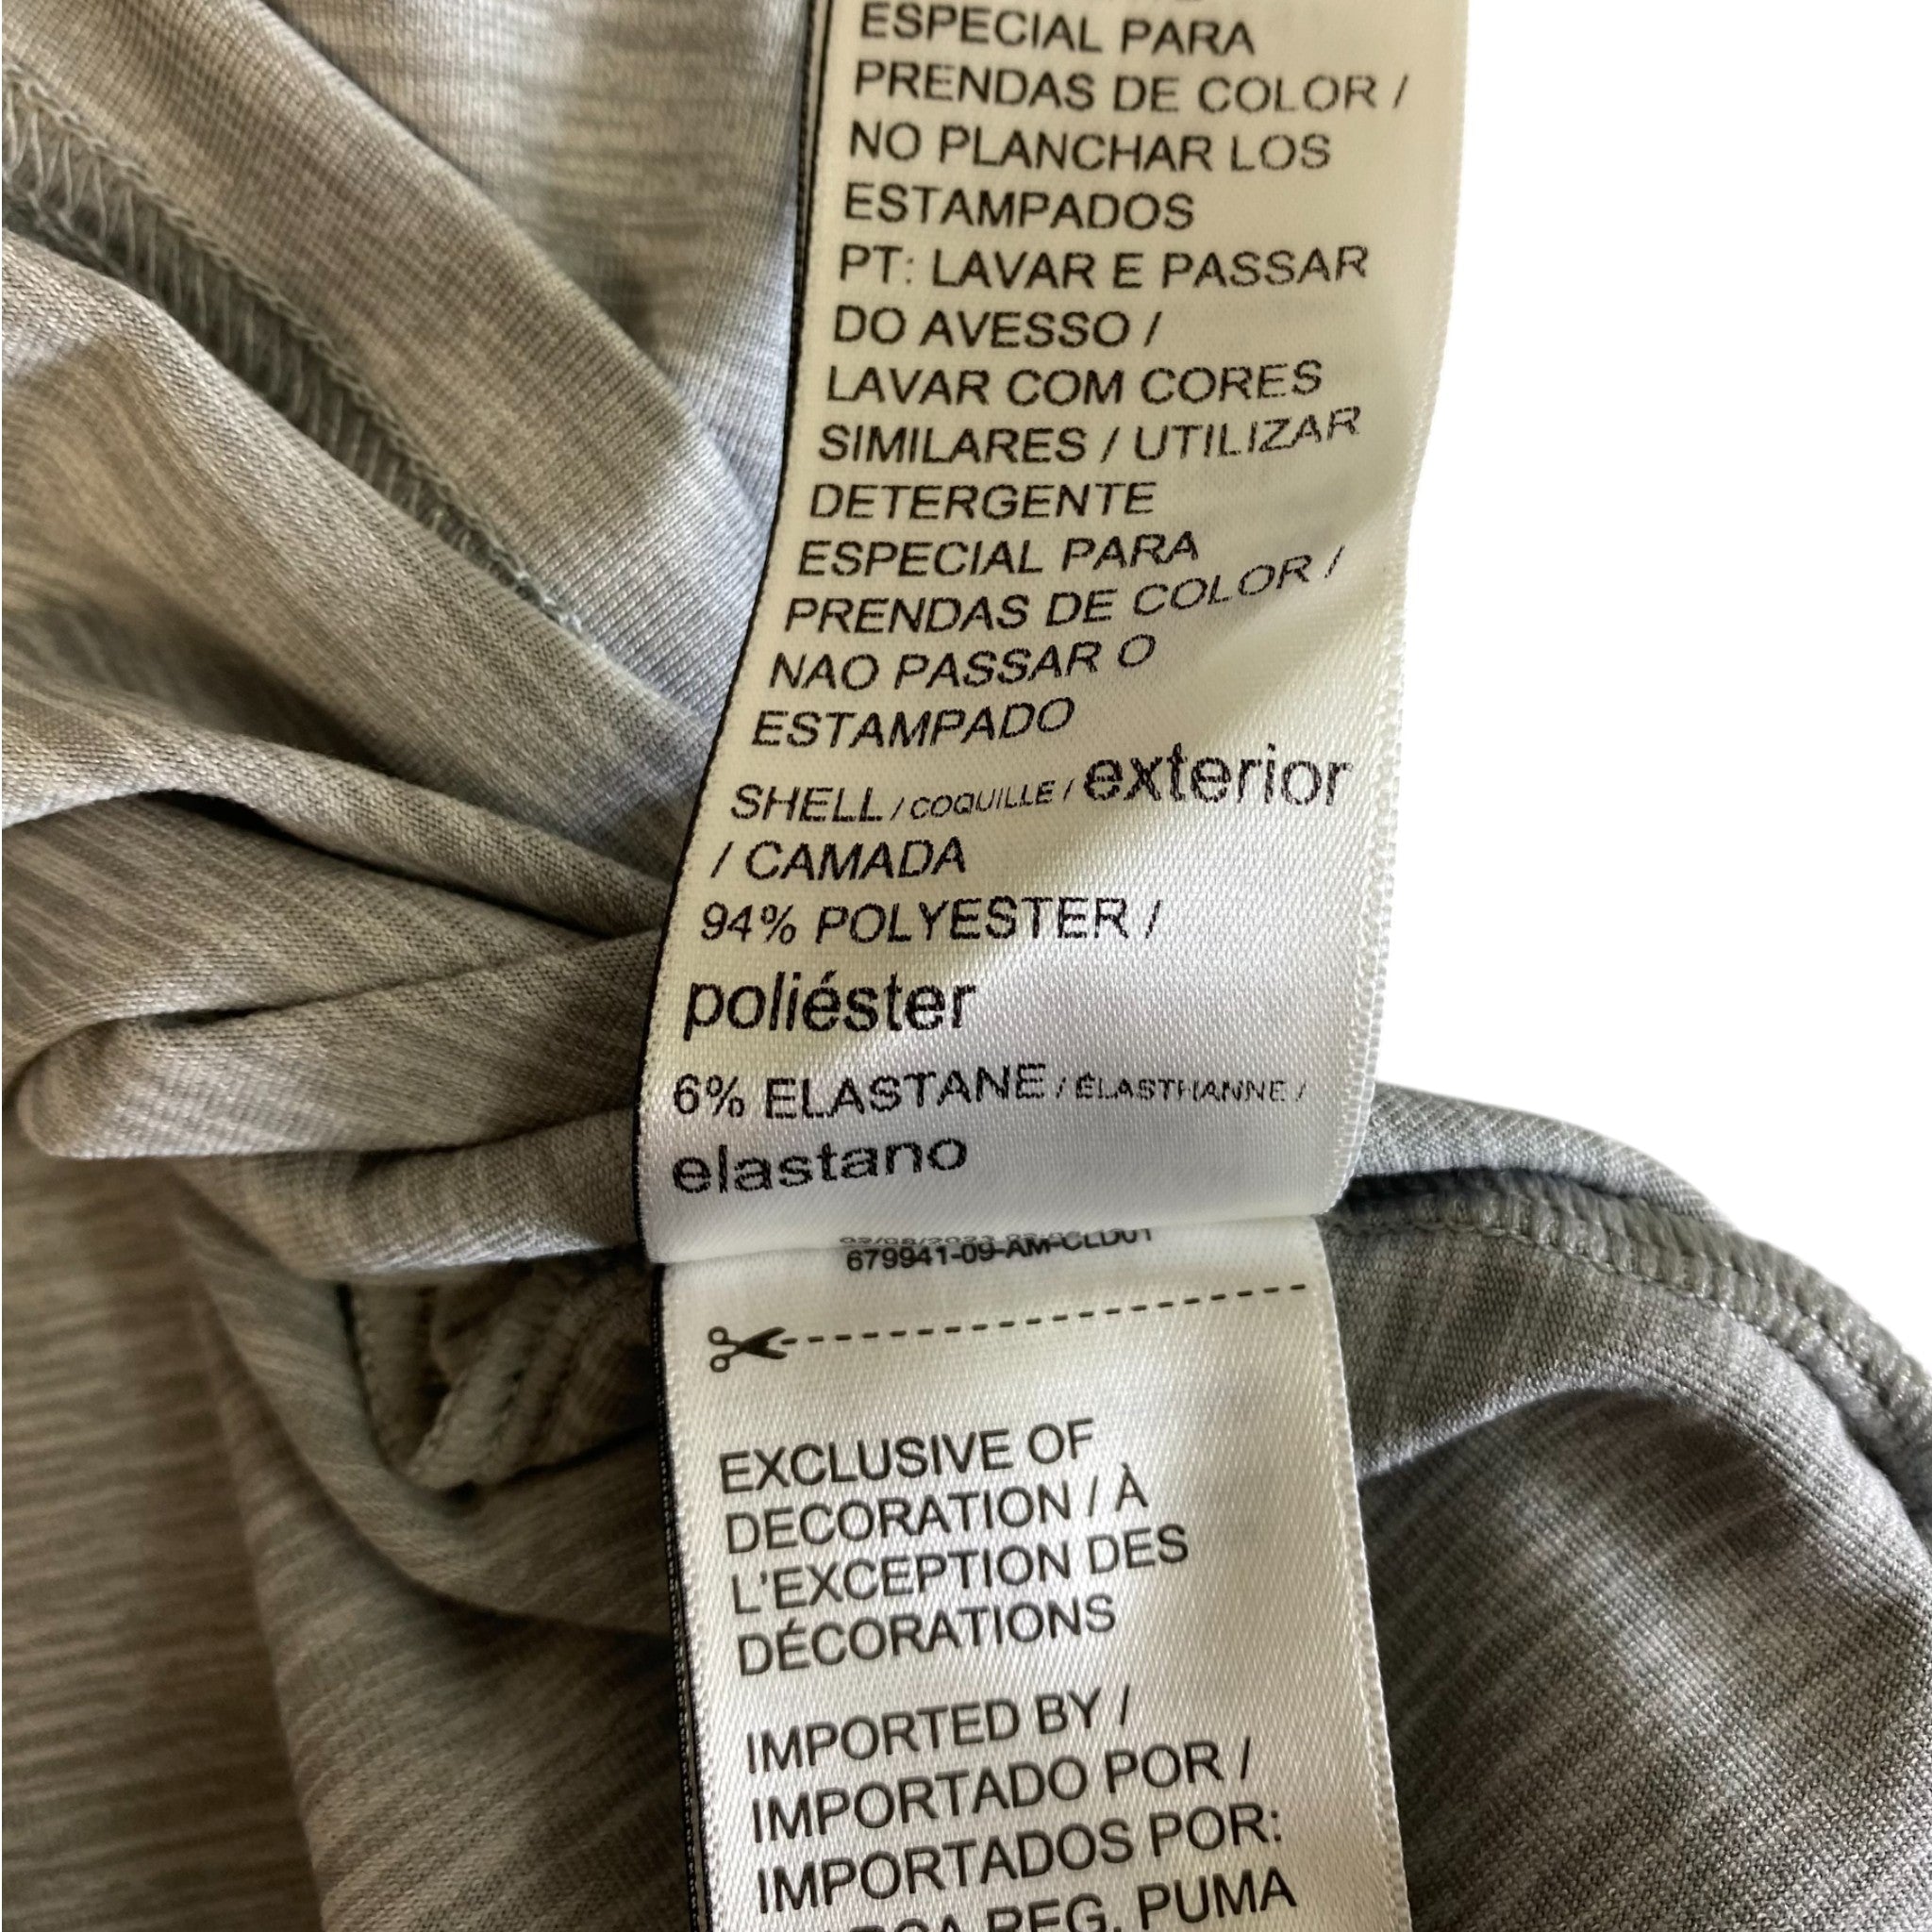 ESPECIAL PARA
PRENDAS DE COLOR /
NO PLANCHAR LOS
ESTAMPADOS
PT: LAVAR E PASSAR
DO AVESSO /
LAVAR COM CORES
SIMILARES / UTILIZAR
DETERGENTE
ESPECIAL PARA
PRENDAS DE COLOR /
NAO PASSAR O
ESTAMPADO
SHELL / COQUILLE / exterior
/ CAMADA
94% POLYESTER /
poliéster
6% ELASTANE / ÉLASTHANNE /
elastano
679941-09-AM-CLD01
EXCLUSIVE OF
DECORATION / À
L'EXCEPTION DES
DÉCORATIONS
IMPORTED BY /
IMPORTADO POR /
IMPORTADOS POR:
REG. PUMA